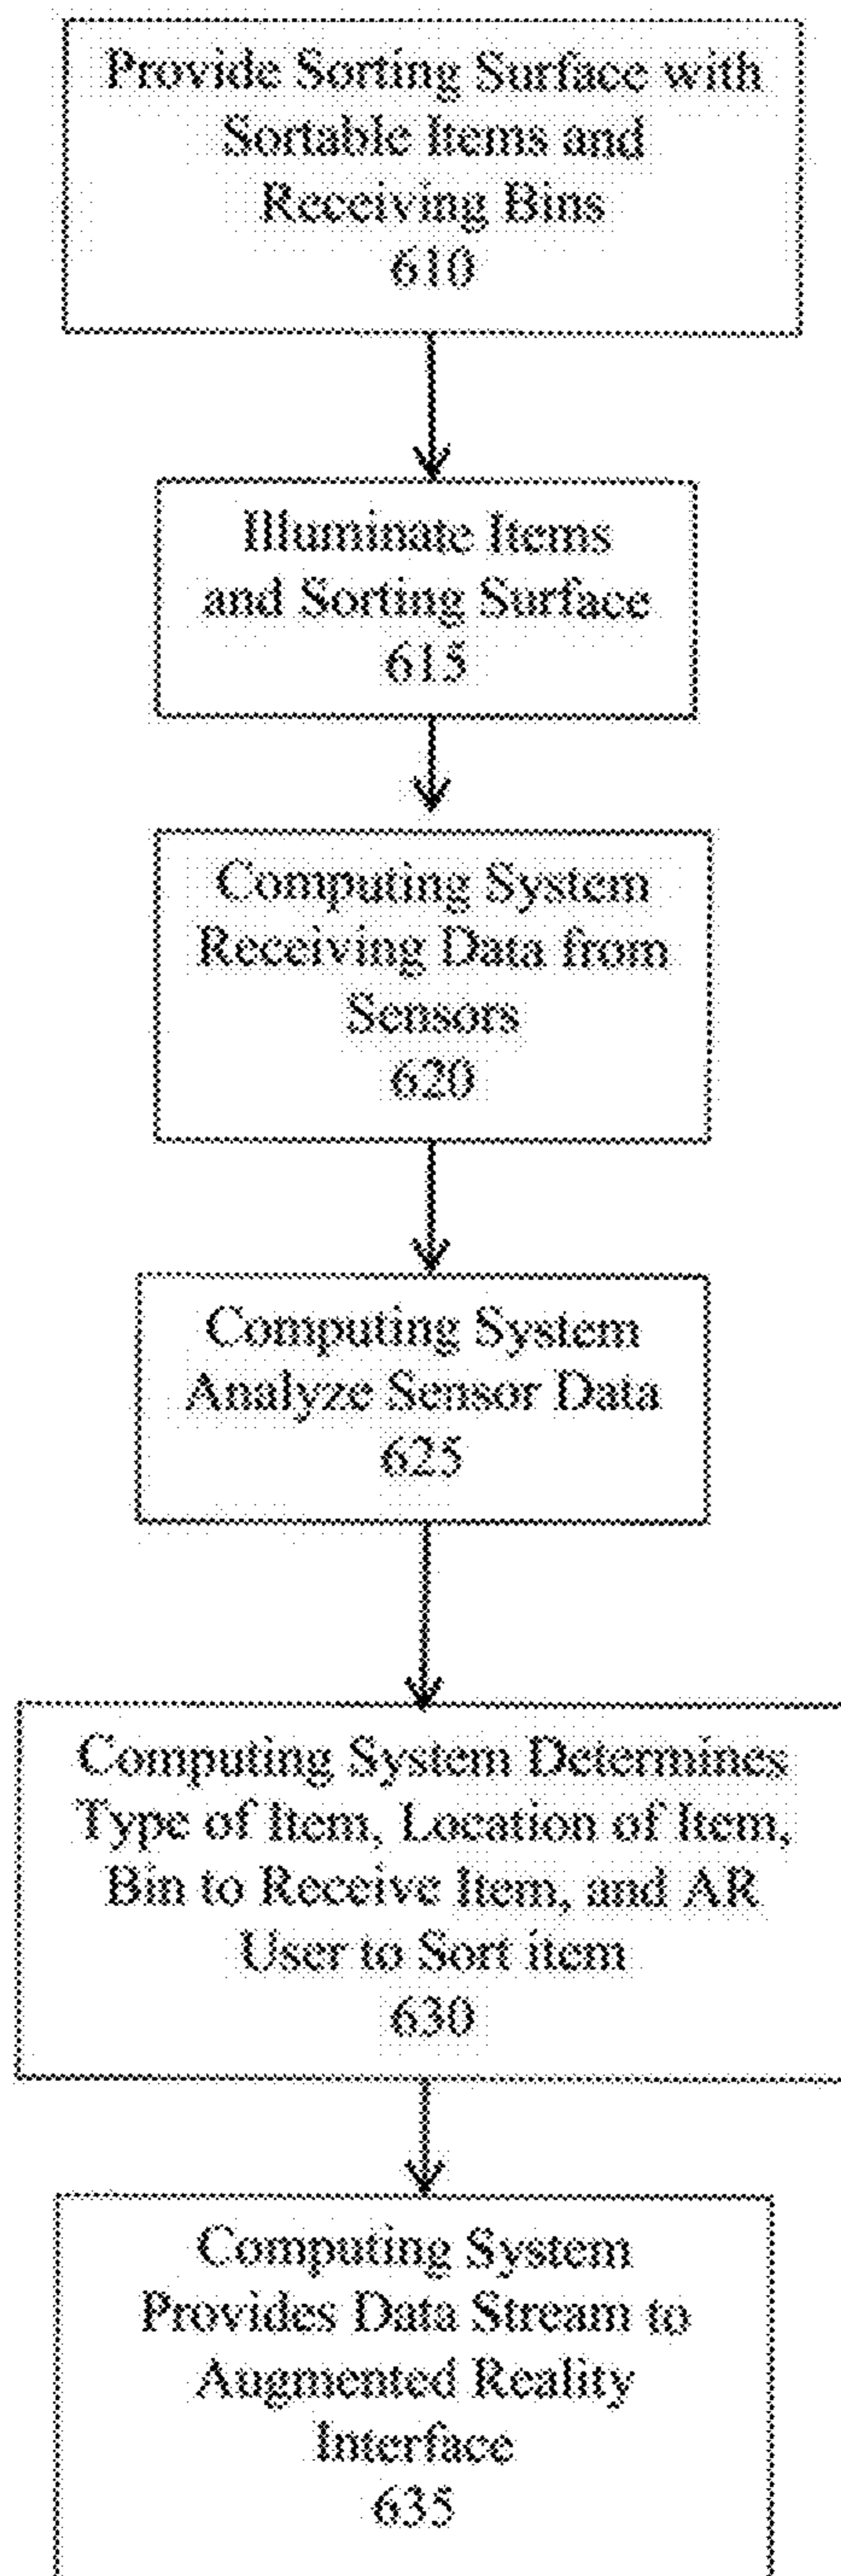 Provide Sorting Surface with
Sortable Items and
Receiving Bins
610
Illuminate Items
and Sorting Surface
615
Computing System
Receiving Data from
Sensors
620
Computing System
Analyze Sensor Data
625
Computing System Determines
Type of Item, Location of Item,
Bin to Receive Item, and AR
User to Sort item
630
Computing System
Provides Data Stream to
Augmented Reality
Interface
635